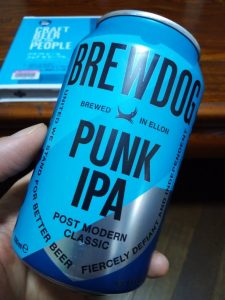 CRAFT
BEER
PEOPLE
BREWDOG
BREWED IN ELLON
PUNK
IPA
POST MODERN
CLASSIC
UNITED WE STAND FOR BETTER BEER
FIERCELY DEFIANT AND INDEPENDENT